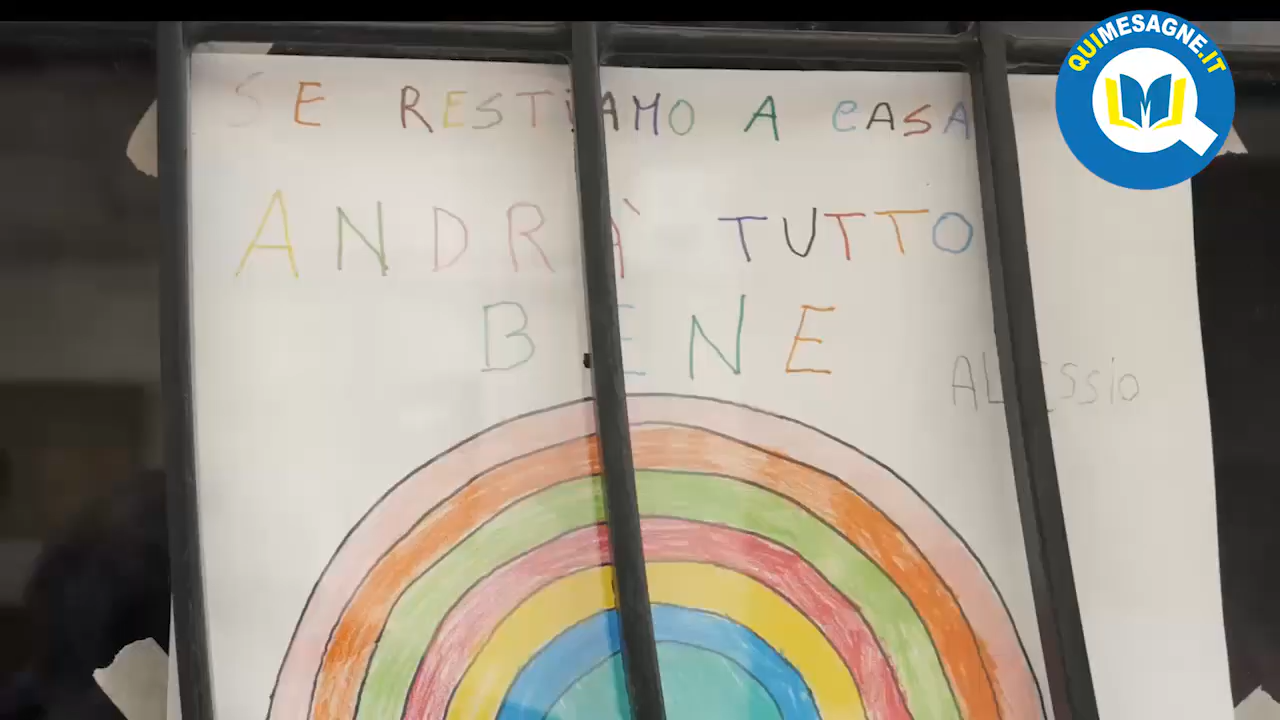 QUIMESAGNE.IT
SE RESTiAMO A CASA
ANDRÀ TUTTO
BENE
ALESSiO